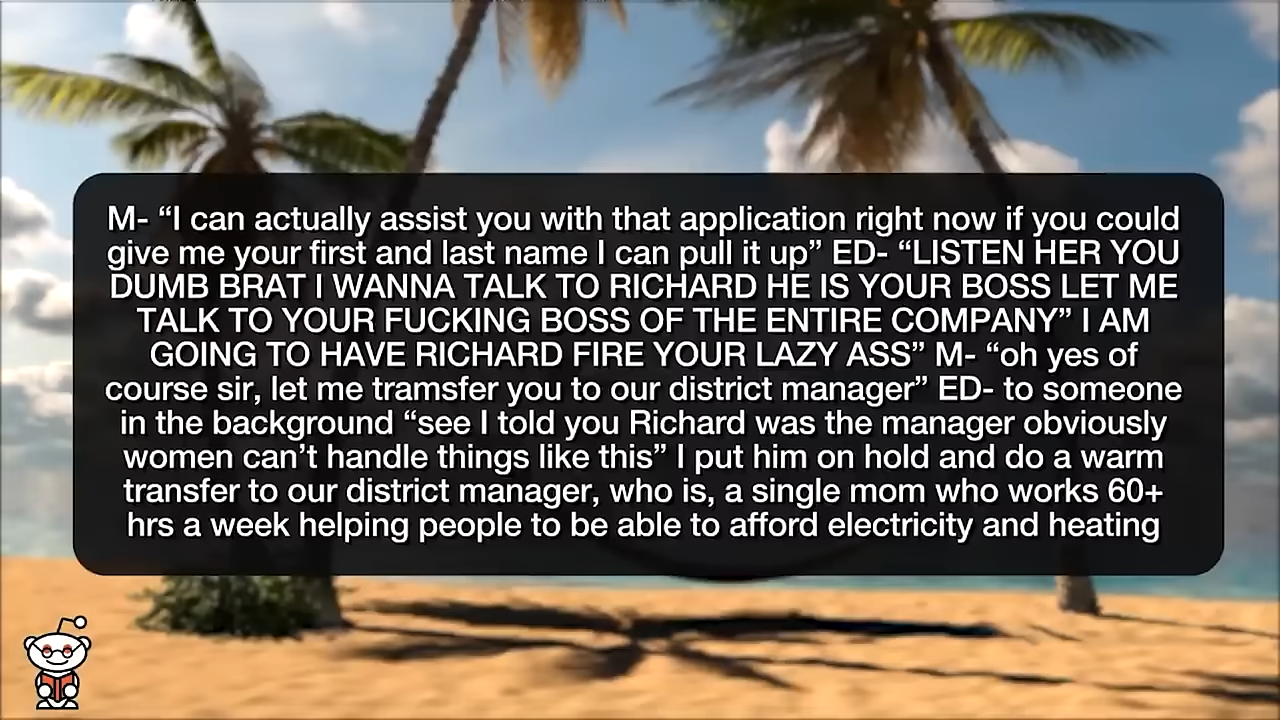 M- “I can actually assist you with that application right now if you could
give me your first and last name I can pull it up” ED- “LISTEN HER YOU
DUMB BRAT I WANNA TALK TO RICHARD HE IS YOUR BOSS LET ME
TALK TO YOUR FUCKING BOSS OF THE ENTIRE COMPANY” I AM
GOING TO HAVE RICHARD FIRE YOUR LAZY ASS” M- “oh yes of
course sir, let me tramsfer you to our district manager” ED- to someone
in the background “see I told you Richard was the manager obviously
women can’t handle things like this” I put him on hold and do a warm
transfer to our district manager, who is, a single mom who works 60+
hrs a week helping people to be able to afford electricity and heating